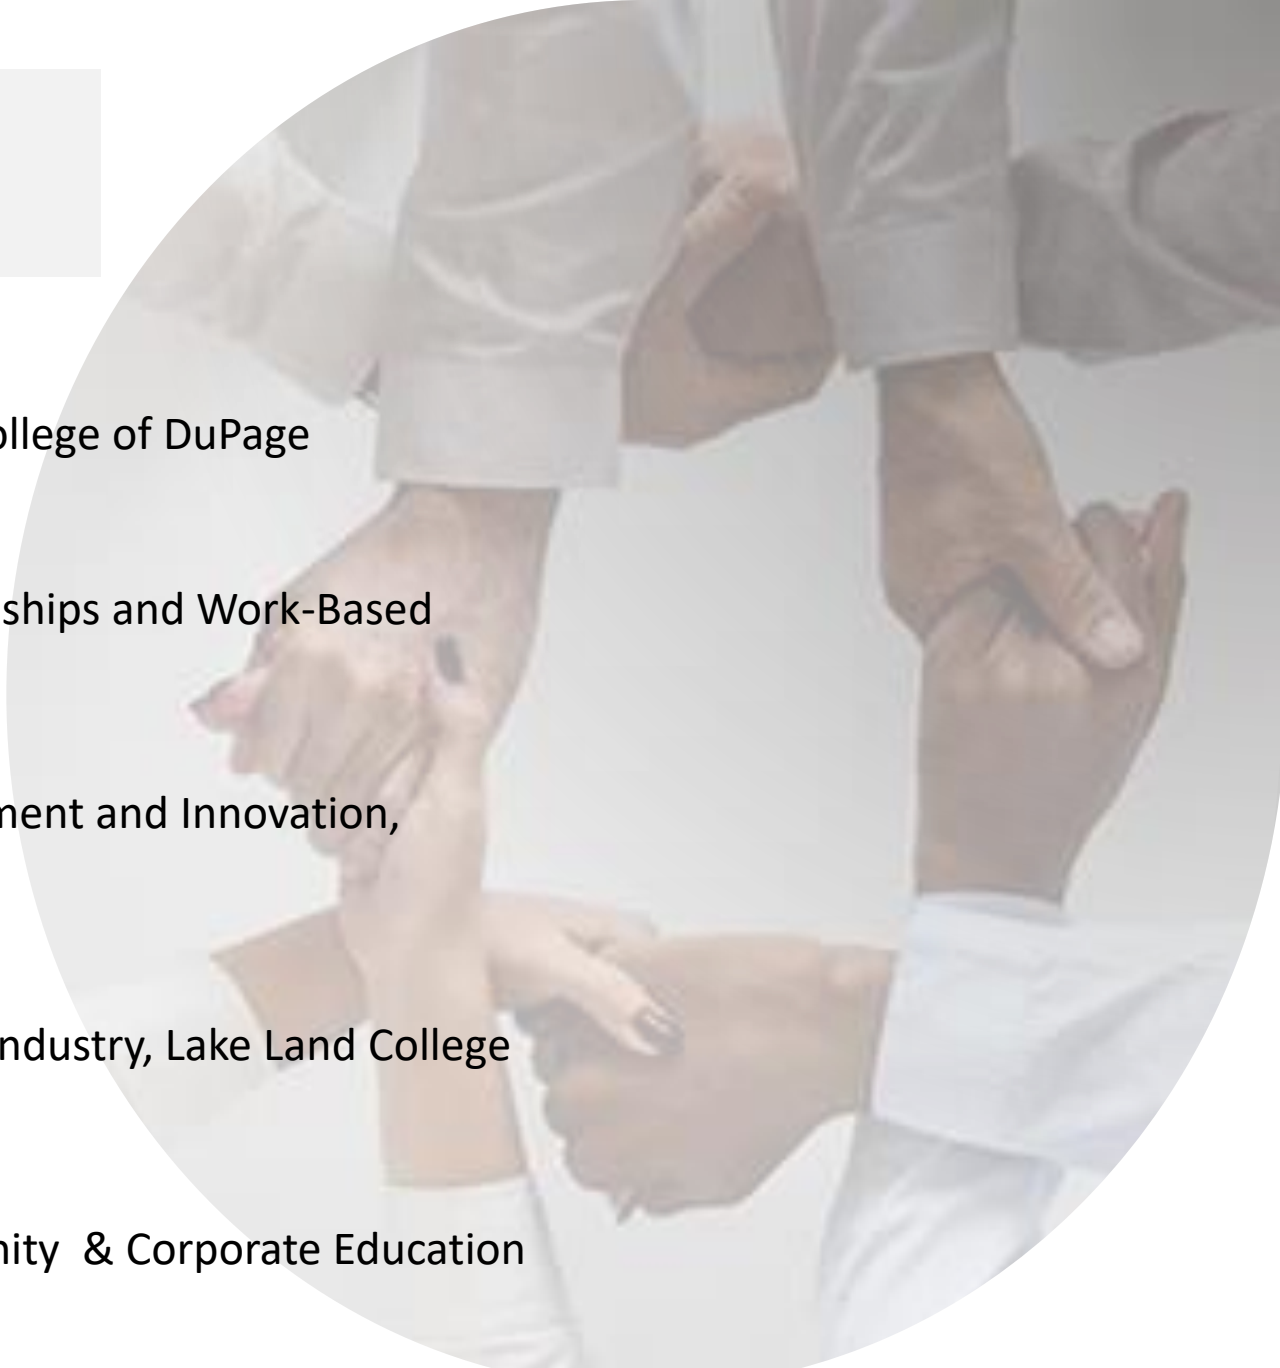 ollege of DuPage
ships and Work-Based
ment and Innovation,
ndustry, Lake Land College
nity & Corporate Education